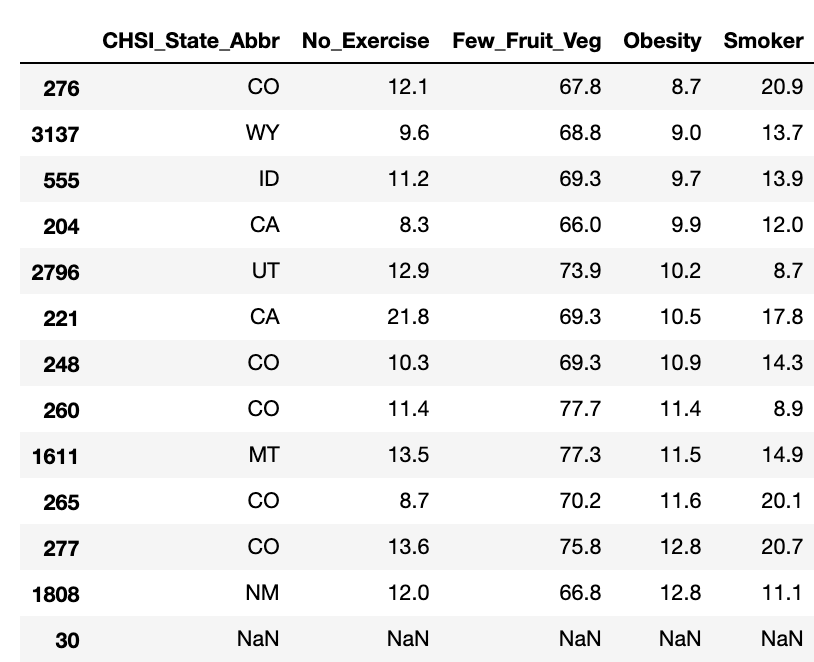 CHSI_State_Abbr No_Exercise Few_Fruit_Veg Obesity Smoker
276 CO 12.1 67.8 8.7 20.9
3137 WY 9.6 68.8 9.0 13.7
555 ID 11.2 69.3 9.7 13.9
204 CA 8.3 66.0 9.9 12.0
2796 UT 12.9 73.9 10.2 8.7
221 CA 21.8 69.3 10.5 17.8
248 CO 10.3 69.3 10.9 14.3
260 CO 11.4 77.7 11.4 8.9
1611 MT 13.5 77.3 11.5 14.9
265 CO 8.7 70.2 11.6 20.1
277 CO 13.6 75.8 12.8 20.7
1808 NM 12.0 66.8 12.8 11.1
30 NaN NaN NaN NaN NaN